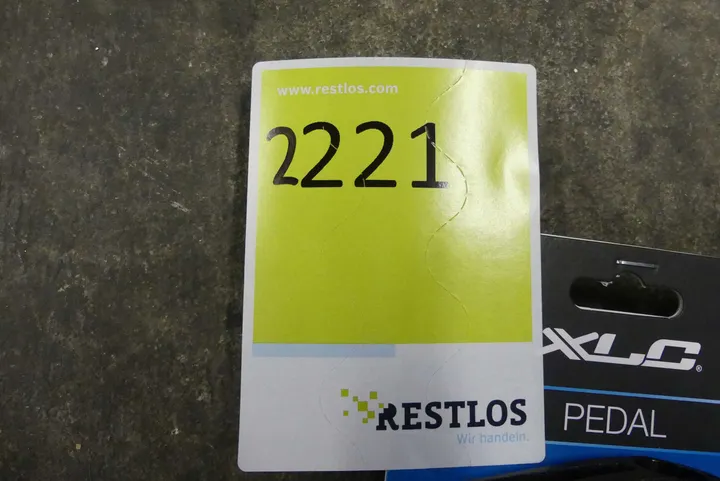 www.restlos.com
2221
RESTLOS
Wir handeln.
XLC®
PEDAL